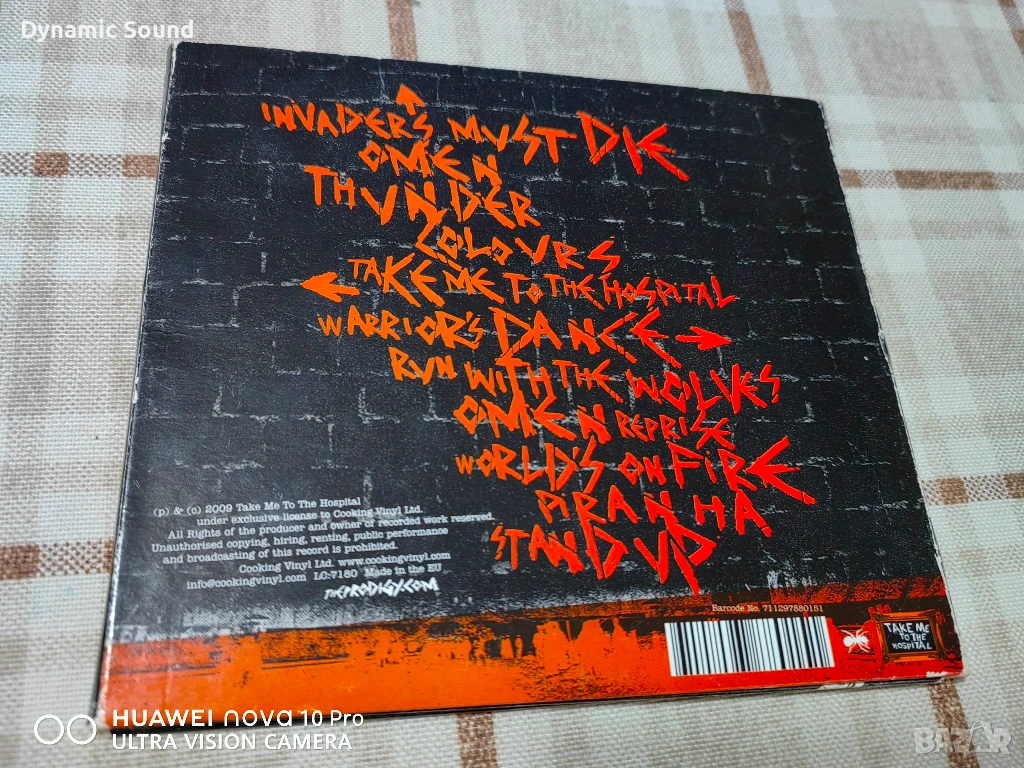 Dynamic Sound
INVADERS MUST DIE
OMEN
THUNDER
COLOURS
TAKE ME TO THE HOSPITAL
WARRIOR'S DANCE
RUN WITH THE WOLVES
OMEN REPRISE
WORLD'S ON FIRE
PIRANHA
STAND UP
(p) & (c) 2009 Take Me To The Hospital
under exclusive license to Cooking Vinyl Ltd.
All Rights of the producer and owner of recorded work reserved.
Unauthorised copying, hiring, renting, public performance
and broadcasting of this record is prohibited.
Cooking Vinyl Ltd. www.cookingvinyl.com
info@cookingvinyl.com LC:7180 Made in the EU
THEPRODIGY.COM
Barcode No. 711297880151
TAKE ME
TO THE
HOSPITAL
HUAWEI nova 10 Pro
ULTRA VISION CAMERA
BAZAR